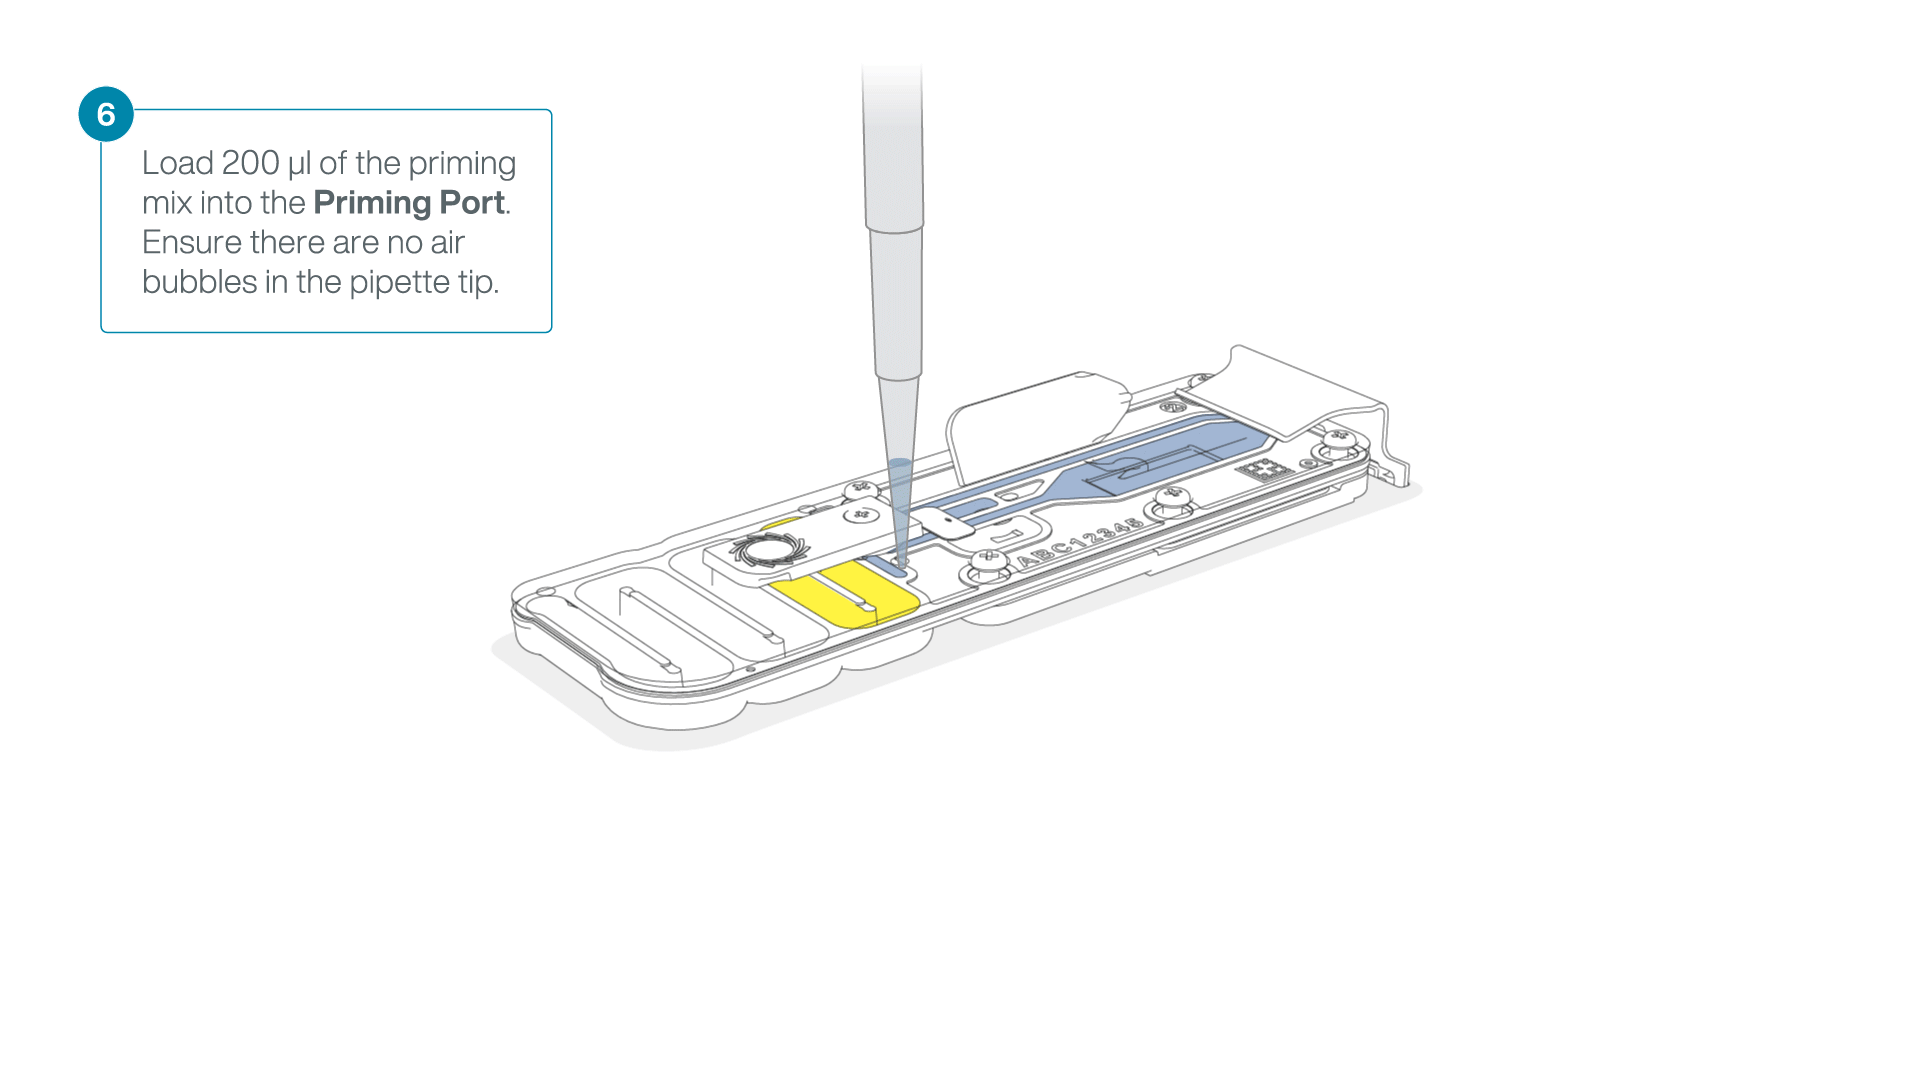 6
Load 200 µl of the priming
mix into the Priming Port.
Ensure there are no air
bubbles in the pipette tip.
ABC12345